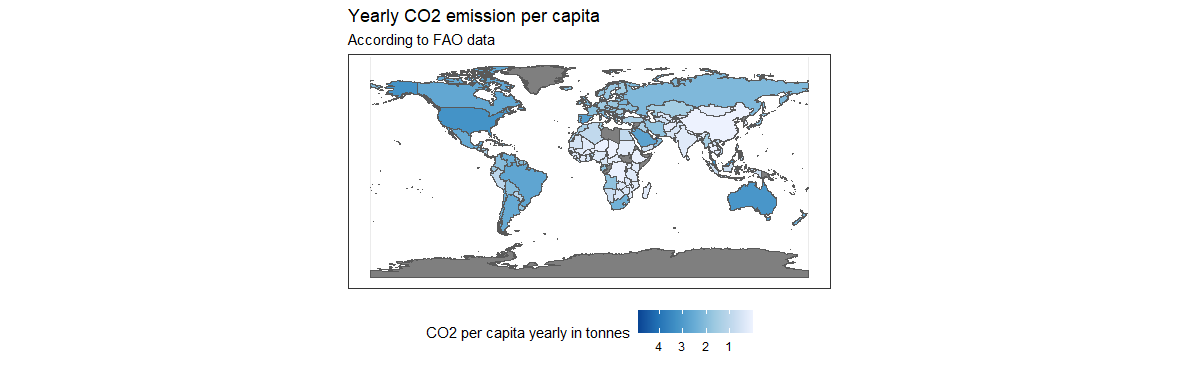 Yearly CO2 emission per capita
According to FAO data
CO2 per capita yearly in tonnes
4 3 2 1